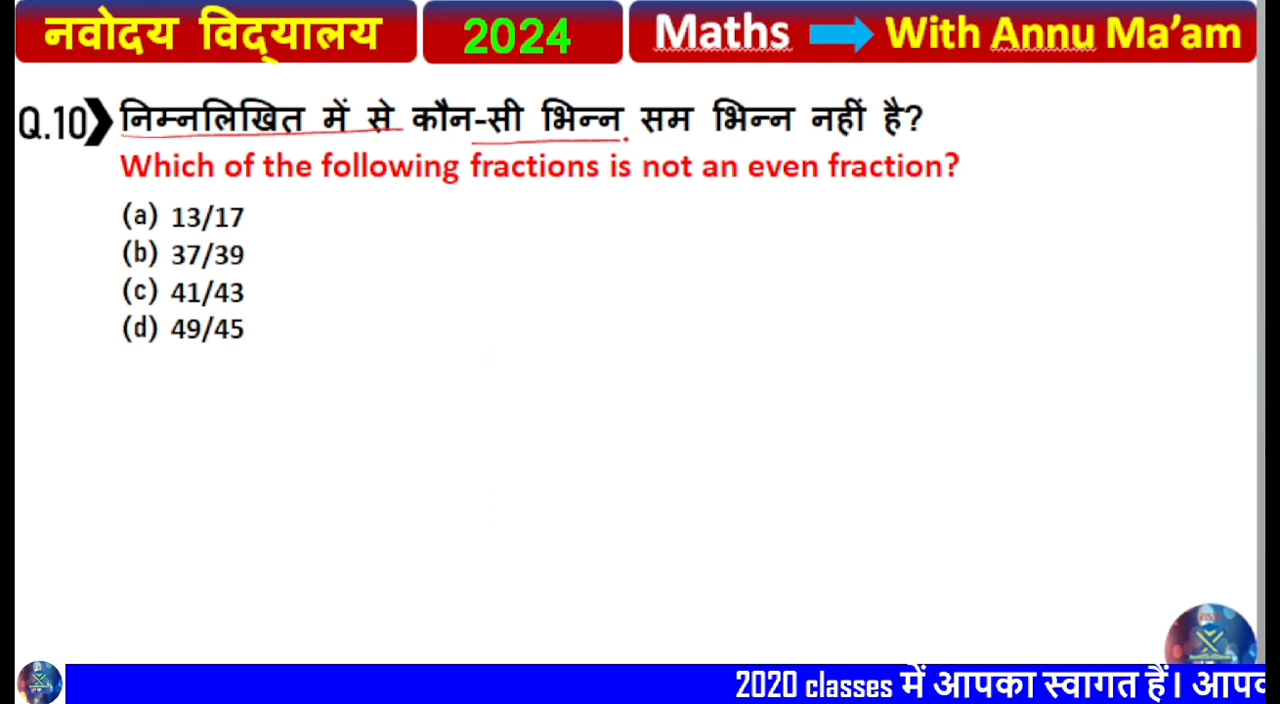 नवोदय विद्यालय 2024 Maths With Annu Ma’am
Q.10 निम्नलिखित में से कौन-सी भिन्न सम भिन्न नहीं है?
Which of the following fractions is not an even fraction?
(a) 13/17
(b) 37/39
(c) 41/43
(d) 49/45
2020 classes में आपका स्वागत हैं। आपक